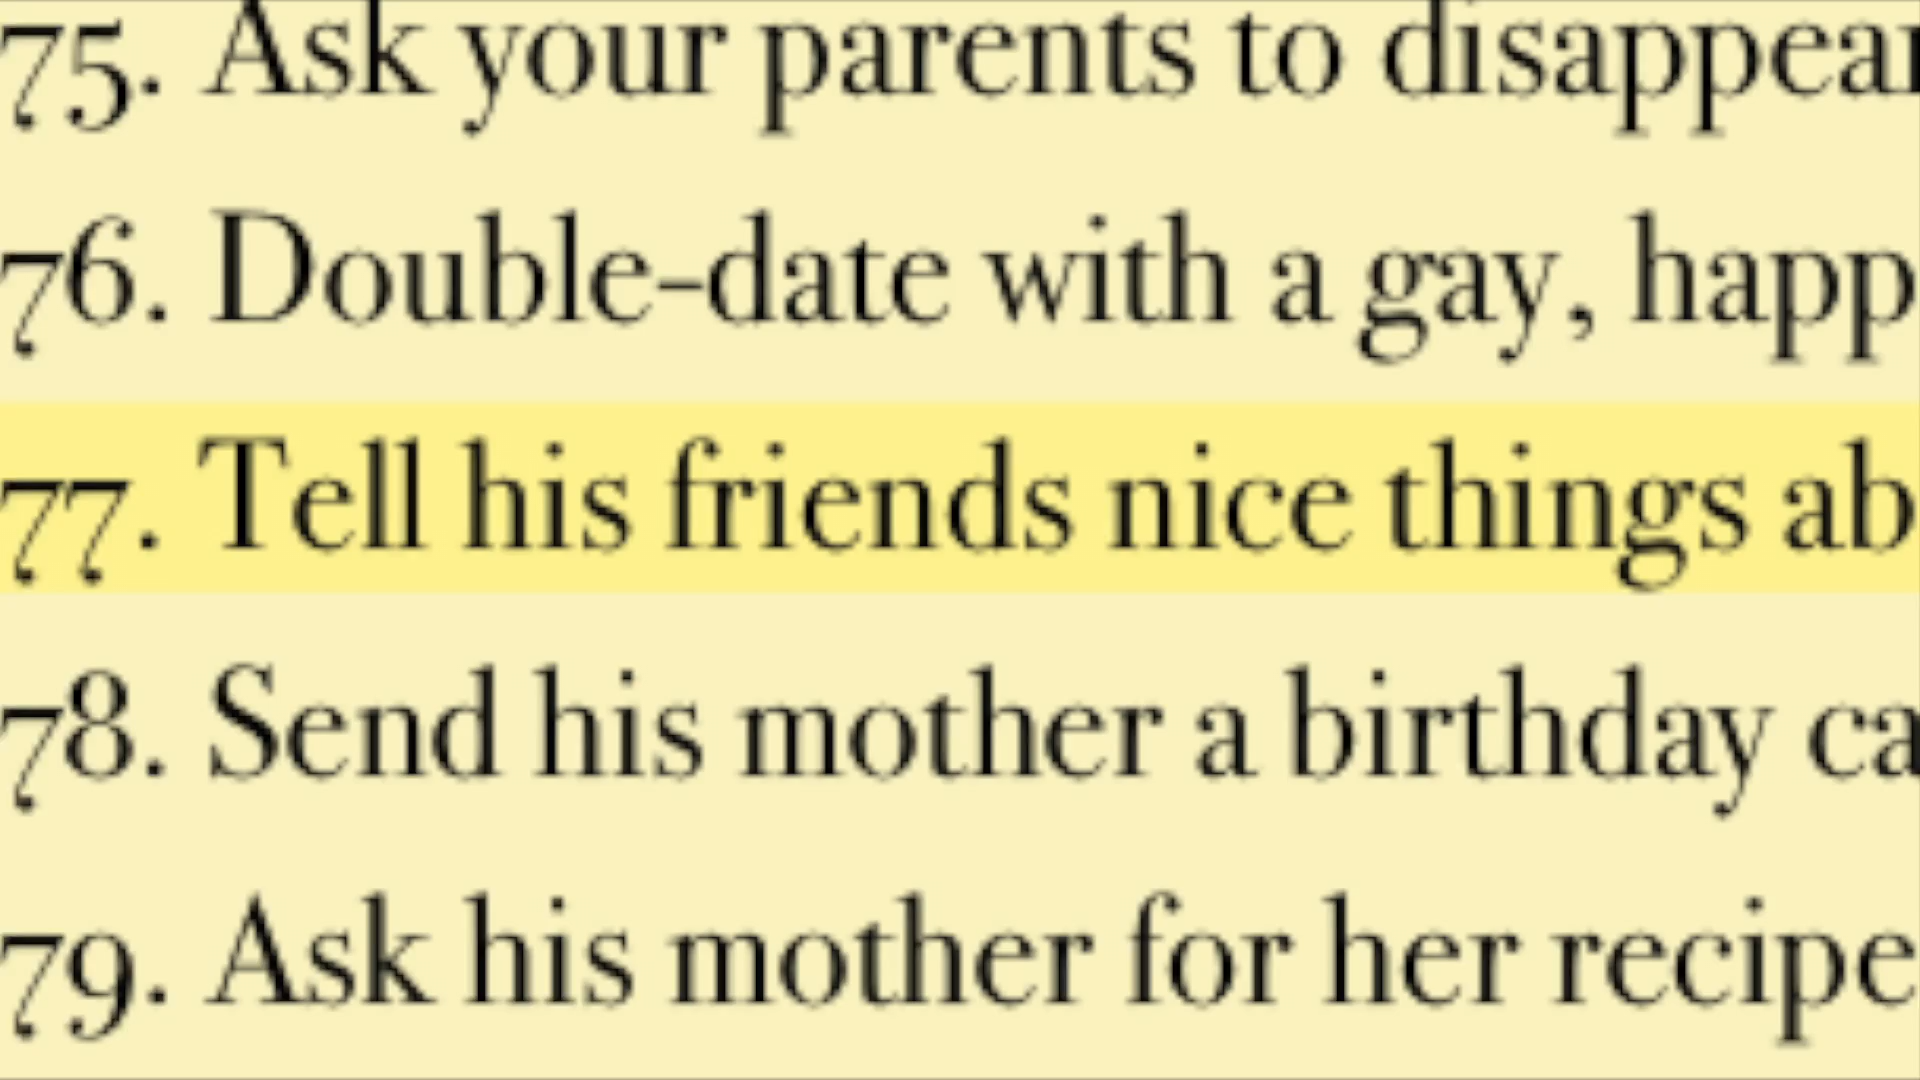 75. Ask your parents to disappear
76. Double-date with a gay, happ
77. Tell his friends nice things ab
78. Send his mother a birthday ca
79. Ask his mother for her recipe